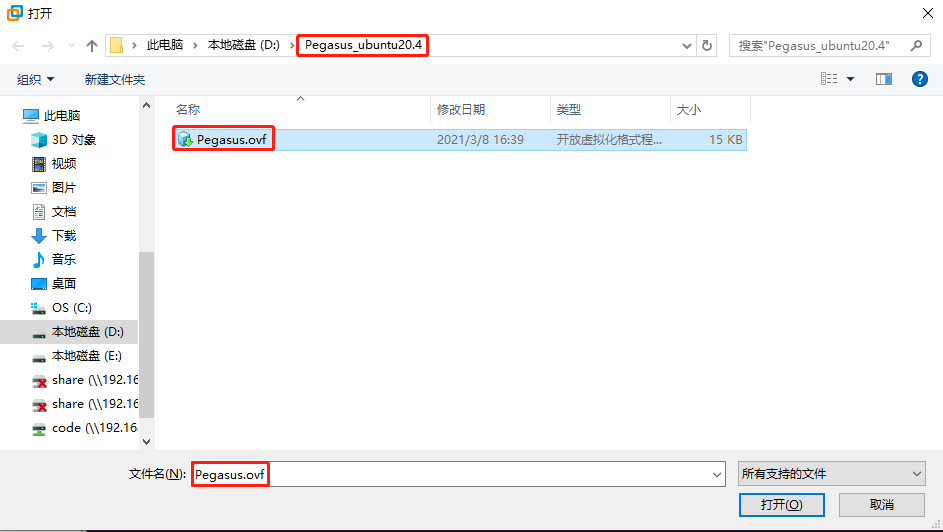 打开
此电脑 本地磁盘 (D:) Pegasus_ubuntu20.4 搜索"Pegasus_ubuntu20.4"
组织 新建文件夹
名称 修改日期 类型 大小
Pegasus.ovf 2021/3/8 16:39 开放虚拟化格式程... 15 KB
此电脑
3D 对象
视频
图片
文档
下载
音乐
桌面
OS (C:)
本地磁盘 (D:)
本地磁盘 (E:)
share (\\192.16
share (\\192.16
code (\\192.16
文件名(N): Pegasus.ovf 所有支持的文件
打开(O) 取消